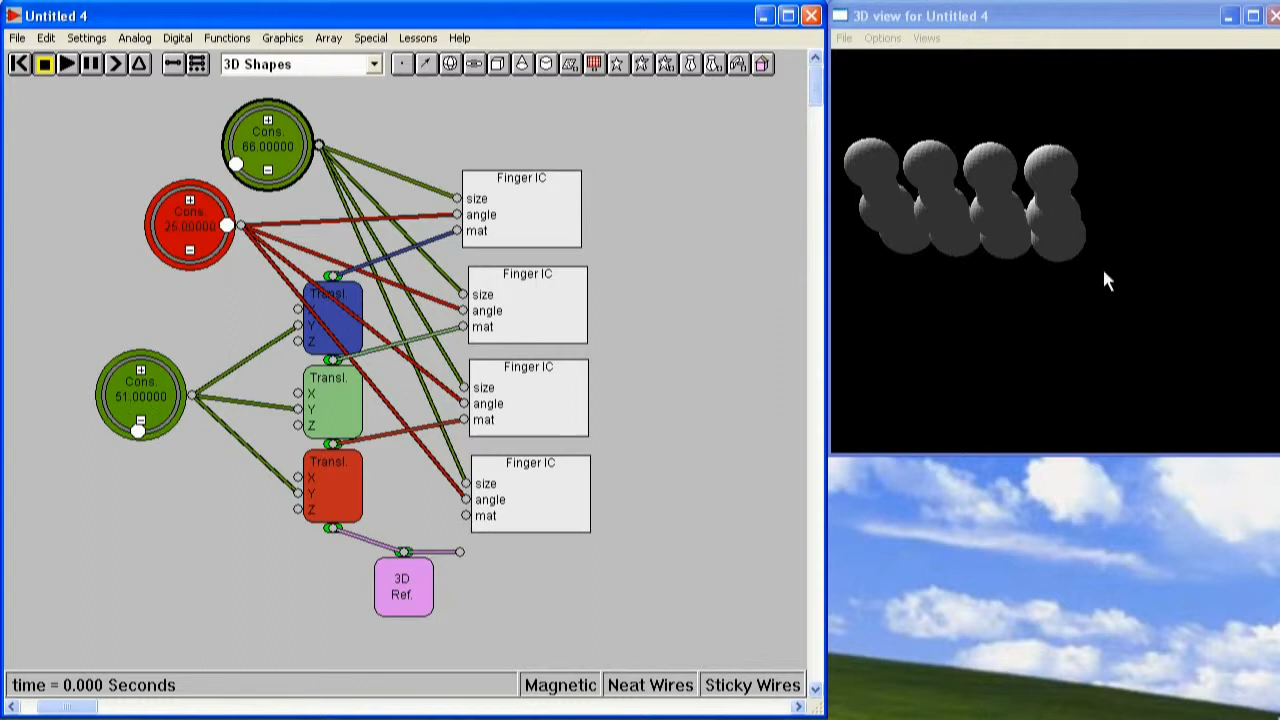 Untitled 4
File Edit Settings Analog Digital Functions Graphics Array Special Lessons Help
3D Shapes
Cons.
66.00000
Cons.
25.00000
Cons.
51.00000
Transl.
Y
Z
Transl.
X
Y
Z
Transl.
X
Y
Z
3D
Ref.
Finger IC
size
angle
mat
Finger IC
size
angle
mat
Finger IC
size
angle
mat
Finger IC
size
angle
mat
time = 0.000 Seconds
Magnetic
Neat Wires
Sticky Wires
3D view for Untitled 4
File Options Views